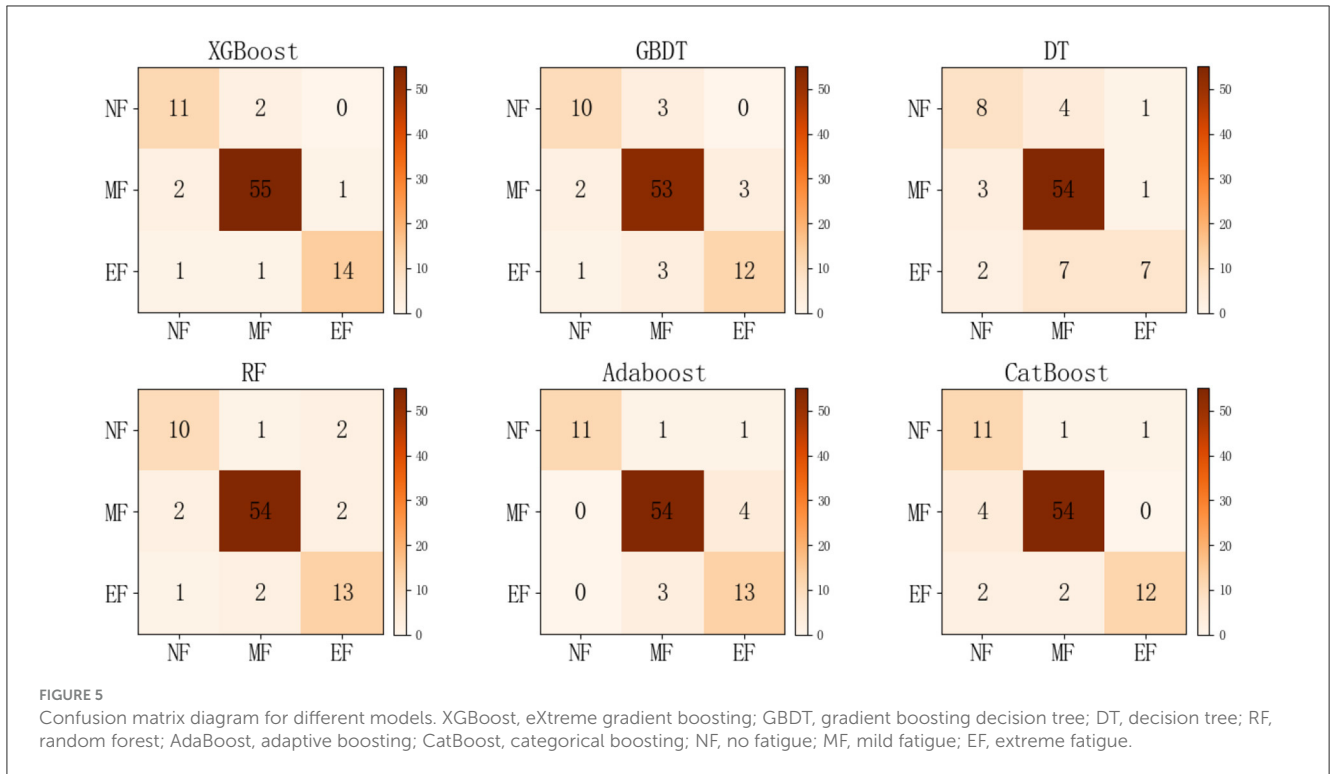 XGBoost
GBDT
DT
NF 11 2 0
MF 2 55 1
EF 1 1 14
NF MF EF
50
40
30
20
10
0
NF 10 3 0
MF 2 53 3
EF 1 3 12
NF MF EF
50
40
30
20
10
0
NF 8 4 1
MF 3 54 1
EF 2 7 7
NF MF EF
50
40
30
20
10
0
RF
Adaboost
CatBoost
NF 10 1 2
MF 2 54 2
EF 1 2 13
NF MF EF
50
40
30
20
10
0
NF 11 1 1
MF 0 54 4
EF 0 3 13
NF MF EF
50
40
30
20
10
0
NF 11 1 1
MF 4 54 0
EF 2 2 12
NF MF EF
50
40
30
20
10
0
FIGURE 5
Confusion matrix diagram for different models. XGBoost, eXtreme gradient boosting; GBDT, gradient boosting decision tree; DT, decision tree; RF,
random forest; AdaBoost, adaptive boosting; CatBoost, categorical boosting; NF, no fatigue; MF, mild fatigue; EF, extreme fatigue.